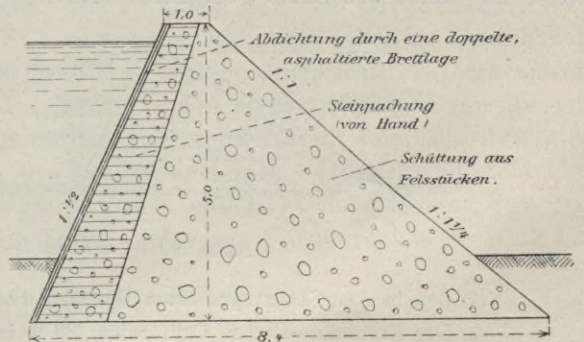 1.0
Abdichtung durch eine doppelte,
asphaltierte Brettlage
1:1
Steinpackung
(von Hand)
Schüttung aus
Felsstücken.
5.0
1:1/2
1:1 1/4
8,4